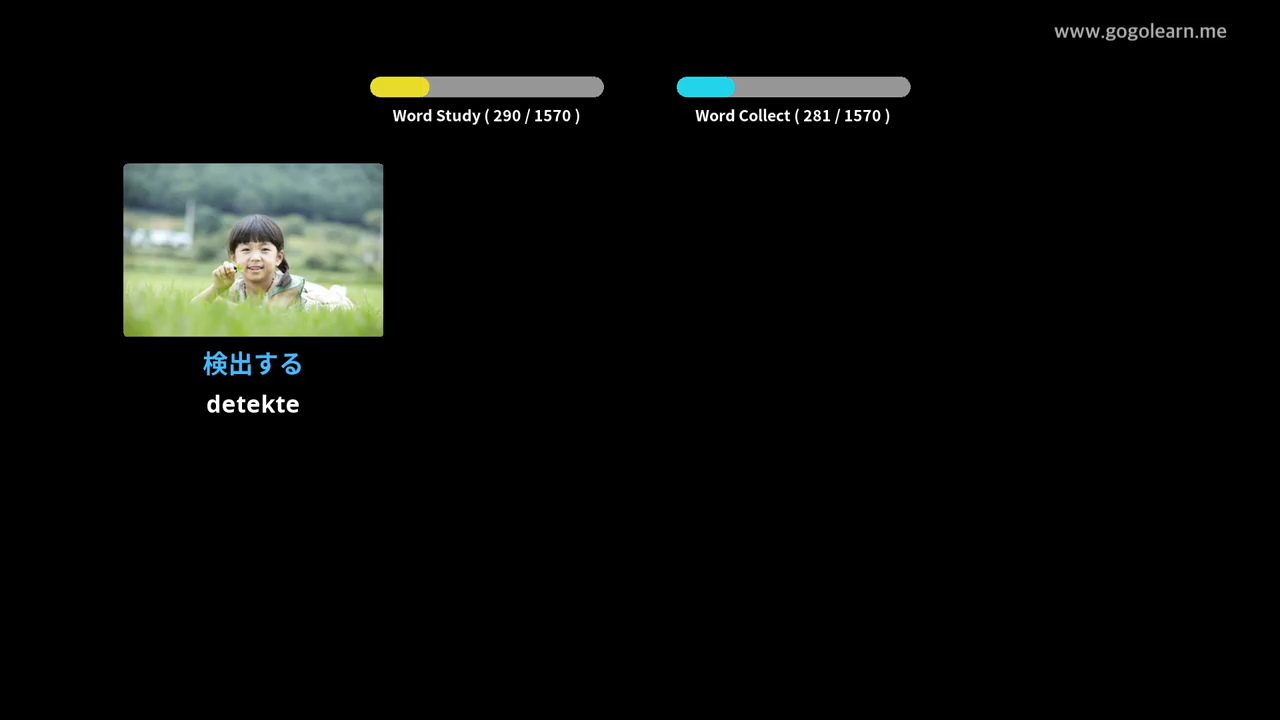 www.gogolearn.me
Word Study ( 290 / 1570 )
Word Collect ( 281 / 1570 )
検出する
detekte